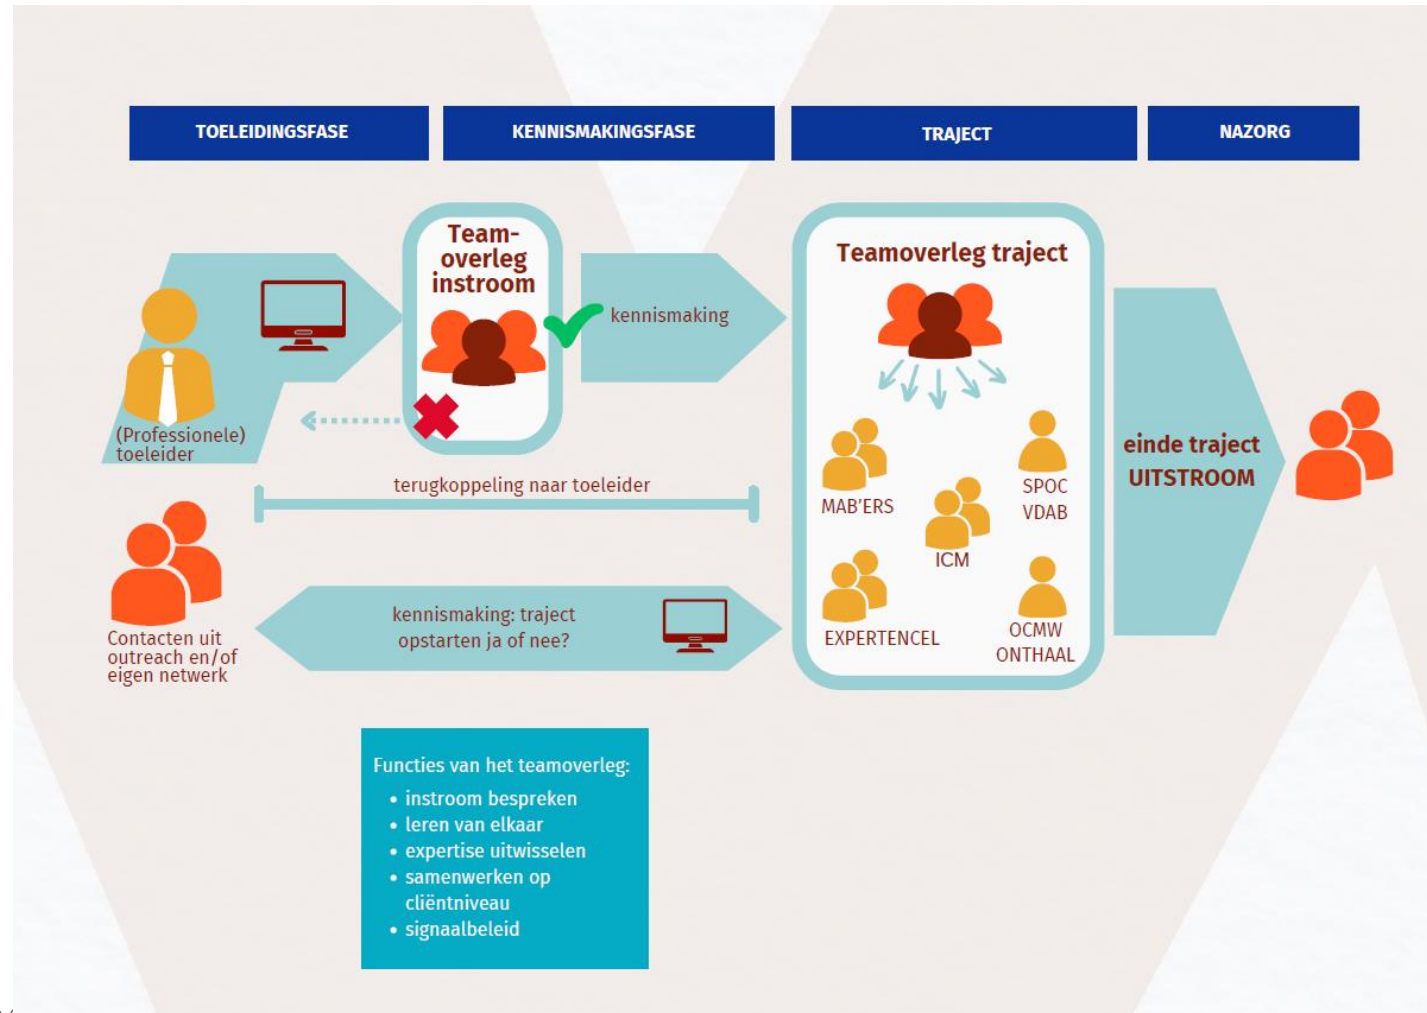 TOELEIDINGSFASE
KENNISMAKINGSFASE
TRAJECT
NAZORG
Team-
overleg
instroom
kennismaking
(Professionele)
toeleider
terugkoppeling naar toeleider
Contacten uit
outreach en/of
eigen netwerk
kennismaking: traject
opstarten ja of nee?
Teamoverleg traject
MAB'ERS
SPOC
VDAB
ICM
EXPERTENCEL
OCMW
ONTHAAL
einde traject
UITSTROOM
Functies van het teamoverleg:
• instroom bespreken
• leren van elkaar
• expertise uitwisselen
• samenwerken op
cliëntniveau
• signaalbeleid